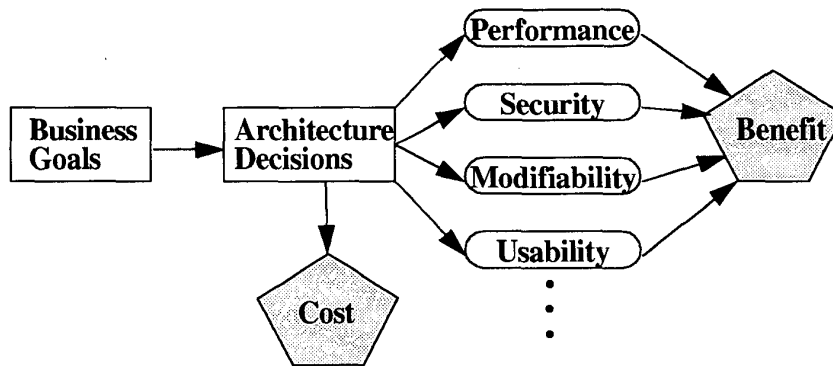 Performance
Security
Business
Goals
Architecture
Decisions
Benefit
Modifiability
Usability
Cost